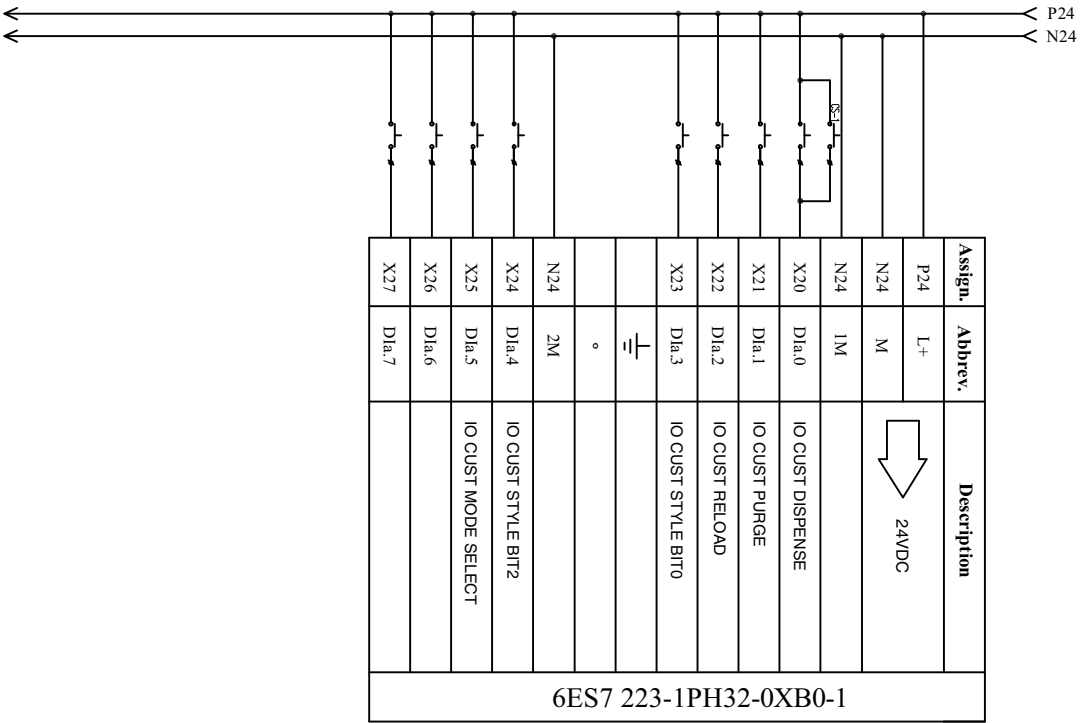 P24
N24
CS-1
Assign. Abbrev. Description
P24 L+ 24VDC
N24 M
N24 1M
X20 DIa.0 IO CUST DISPENSE
X21 DIa.1 IO CUST PURGE
X22 DIa.2 IO CUST RELOAD
X23 DIa.3 IO CUST STYLE BIT0
N24 2M
X24 DIa.4 IO CUST STYLE BIT2
X25 DIa.5 IO CUST MODE SELECT
X26 DIa.6
X27 DIa.7
6ES7 223-1PH32-0XB0-1